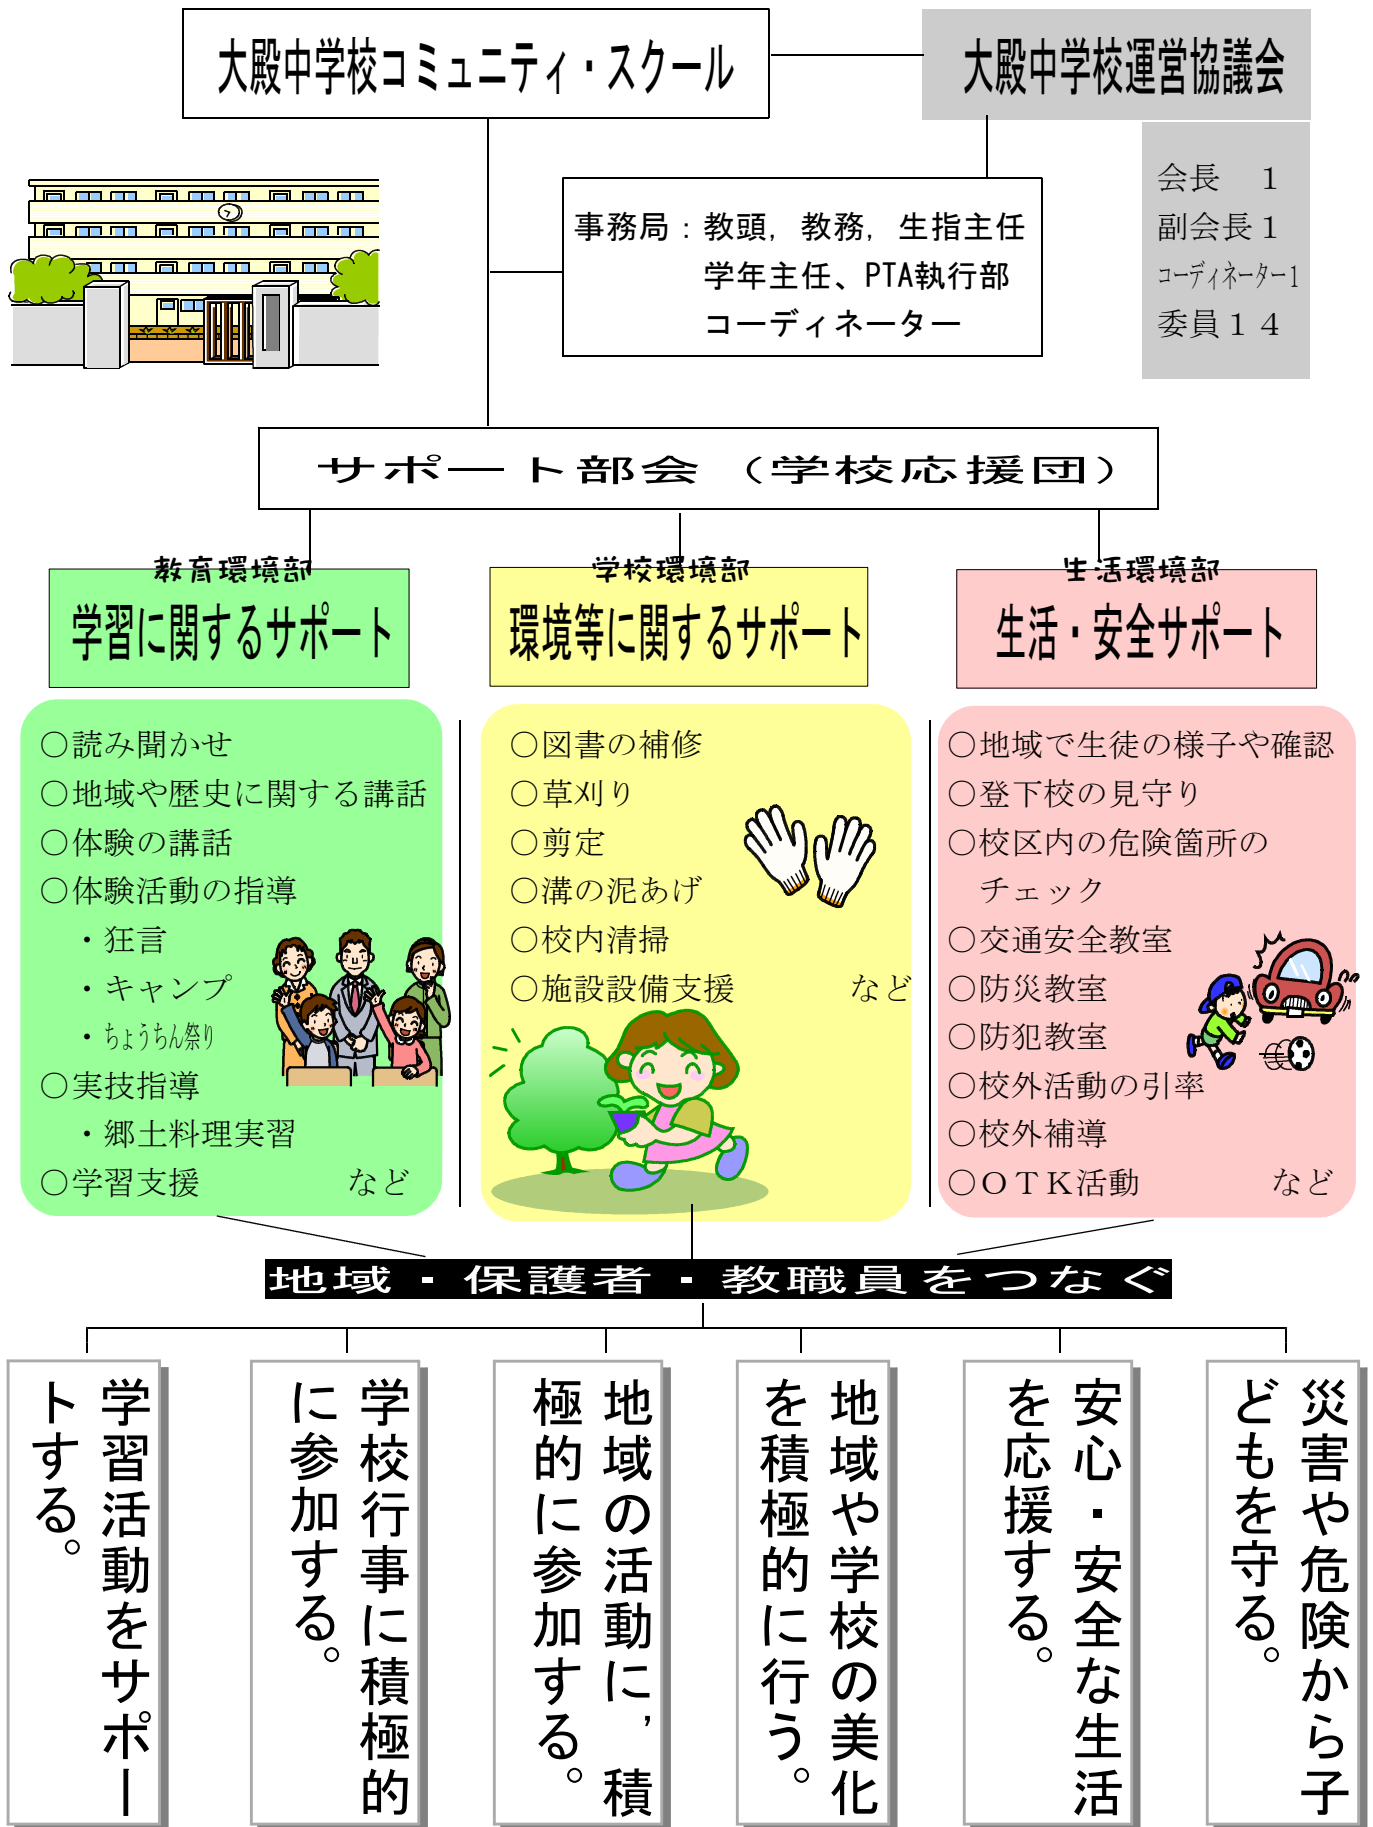 大殿中学校コミュニティ・スクール
大殿中学校運営協議会
会長　1
副会長１
コーディネーター1
委員１４
事務局：教頭，教務，生指主任
学年主任、PTA執行部
コーディネーター
サポート部会（学校応援団）
教育環境部
学習に関するサポート
○読み聞かせ
○地域や歴史に関する講話
○体験の講話
○体験活動の指導
・狂言
・キャンプ
・ちょうちん祭り
○実技指導
・郷土料理実習
○学習支援　など
学校環境部
環境等に関するサポート
○図書の補修
○草刈り
○剪定
○溝の泥あげ
○校内清掃
○施設設備支援　など
生活環境部
生活・安全サポート
○地域で生徒の様子や確認
○登下校の見守り
○校区内の危険箇所の
チェック
○交通安全教室
○防災教室
○防犯教室
○校外活動の引率
○校外補導
○ＯＴＫ活動　など
地域・保護者・教職員をつなぐ
学習活動をサポー
トする。
学校行事に積極的
に参加する。
地域の活動に，積
極的に参加する。
地域や学校の美化
を積極的に行う。
安心・安全な生活
を応援する。
災害や危険から子
どもを守る。